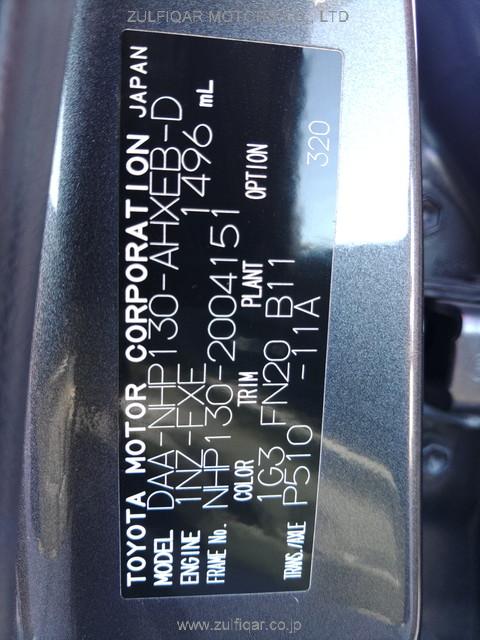 ZULFIQAR MOTORS CO LTD
TOYOTA MOTOR CORPORATION JAPAN
MODEL DAA-NHP130-AHXEB-D
ENGINE 1NZ-FXE 1496 mL
FRAME No. NHP130-2004151
COLOR TRIM PLANT OPTION
1G3 FN20 B11
TRANS./AXLE P510 -11A 320
www.zulfiqar.co.jp